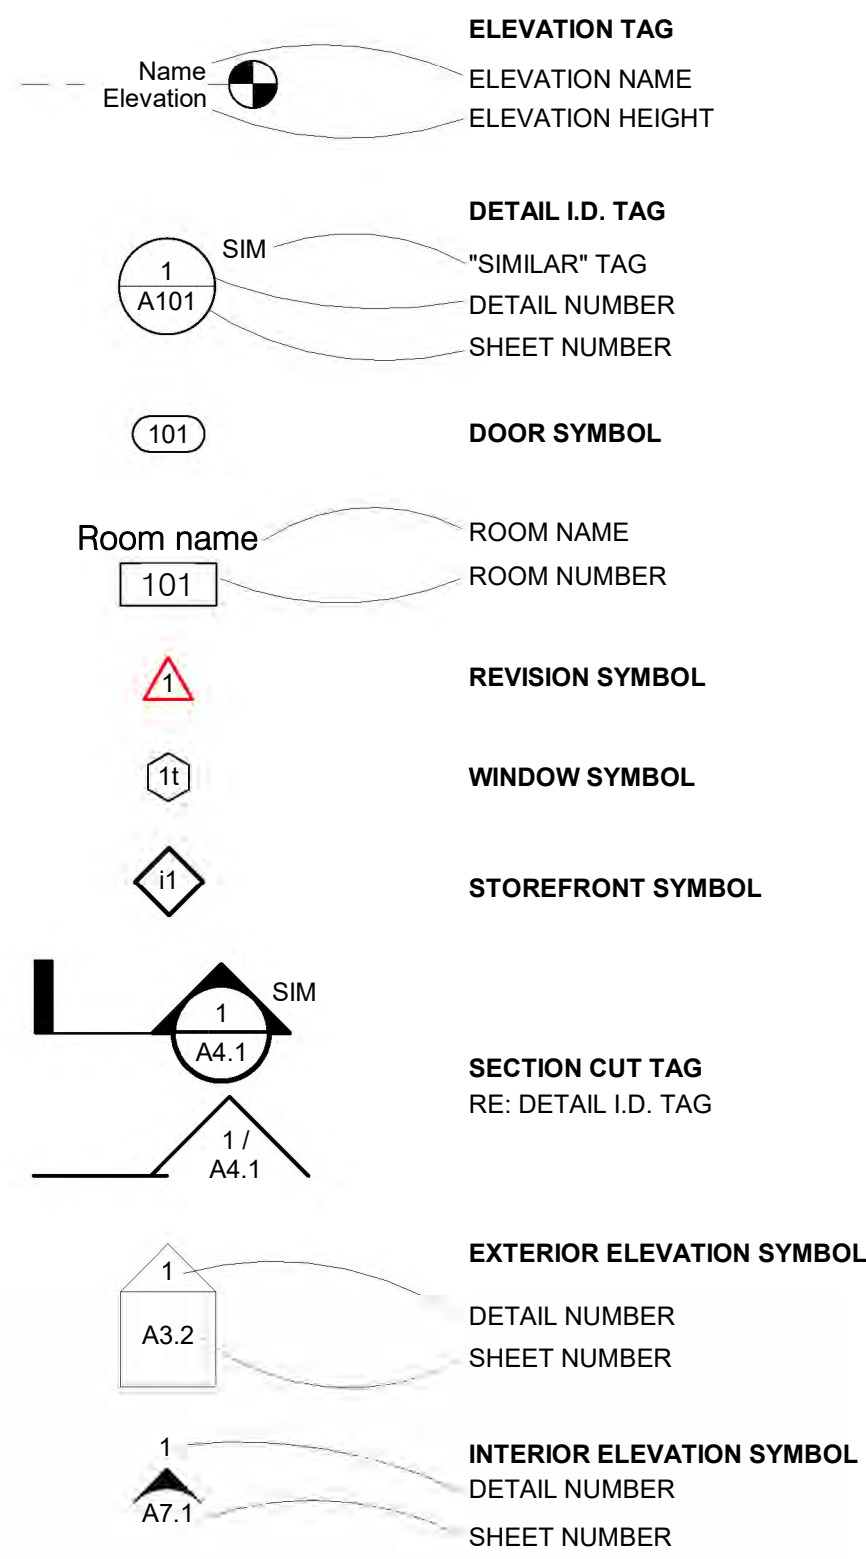 ELEVATION TAG
Name
Elevation
ELEVATION NAME
ELEVATION HEIGHT
DETAIL I.D. TAG
SIM
1
A101
"SIMILAR" TAG
DETAIL NUMBER
SHEET NUMBER
101
DOOR SYMBOL
Room name
101
ROOM NAME
ROOM NUMBER
1
REVISION SYMBOL
1t
WINDOW SYMBOL
i1
STOREFRONT SYMBOL
SIM
1
A4.1
SECTION CUT TAG
RE: DETAIL I.D. TAG
1 /
A4.1
EXTERIOR ELEVATION SYMBOL
1
A3.2
DETAIL NUMBER
SHEET NUMBER
1
A7.1
INTERIOR ELEVATION SYMBOL
DETAIL NUMBER
SHEET NUMBER